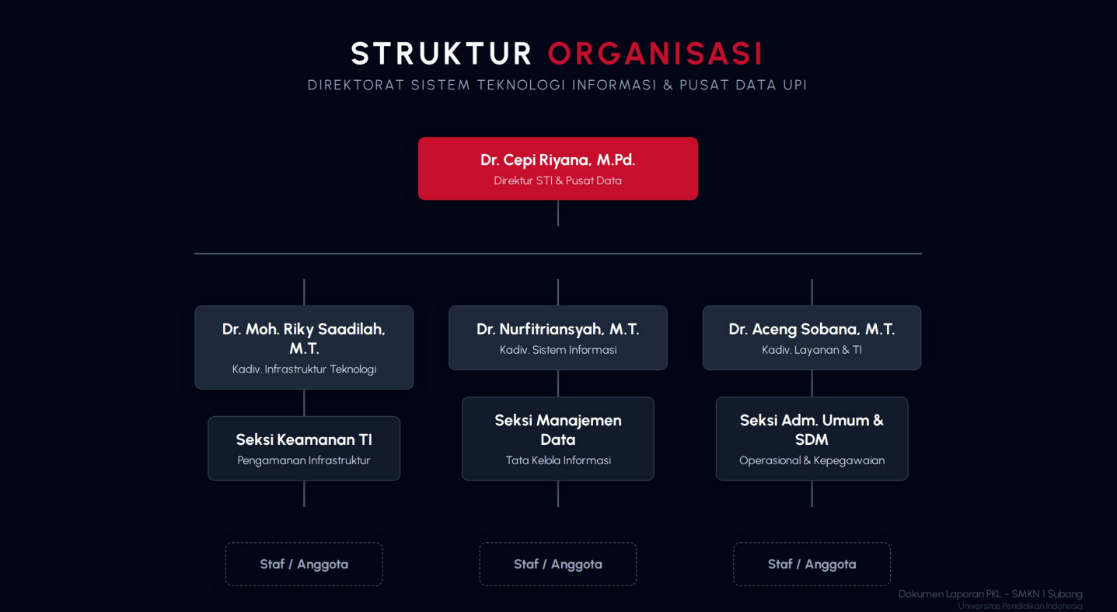 STRUKTUR ORGANISASI
DIREKTORAT SISTEM TEKNOLOGI INFORMASI & PUSAT DATA UPI
Dr. Cepi Riyana, M.Pd.
Direktur STI & Pusat Data
Dr. Moh. Riky Saadilah,
M.T.
Kadiv. Infrastruktur Teknologi
Dr. Nurfitriansyah, M.T.
Kadiv. Sistem Informasi
Dr. Aceng Sobana, M.T.
Kadiv. Layanan & TI
Seksi Keamanan TI
Pengamanan Infrastruktur
Seksi Manajemen
Data
Tata Kelola Informasi
Seksi Adm. Umum &
SDM
Operasional & Kepegawaian
Staf / Anggota
Staf / Anggota
Staf / Anggota
Dokumen Laporan PKL - SMKN 1 Subang
Universitas Pendidikan Indonesia